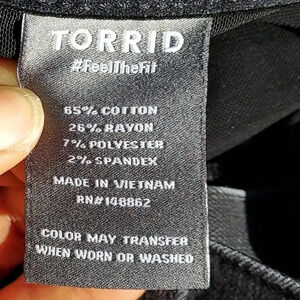 TORRID
#FeelTheFit
65% COTTON
26% RAYON
7% POLYESTER
2% SPANDEX
MADE IN VIETNAM
RN#148862
COLOR MAY TRANSFER
WHEN WORN OR WASHED